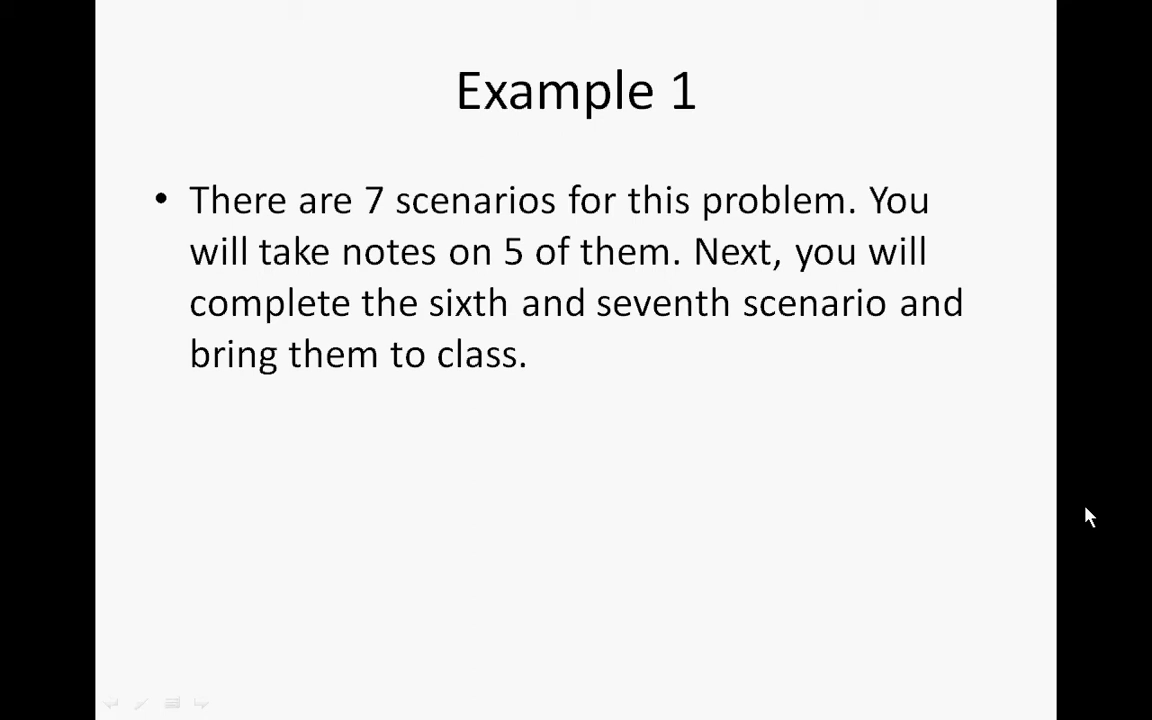 Example 1
• There are 7 scenarios for this problem. You
will take notes on 5 of them. Next, you will
complete the sixth and seventh scenario and
bring them to class.